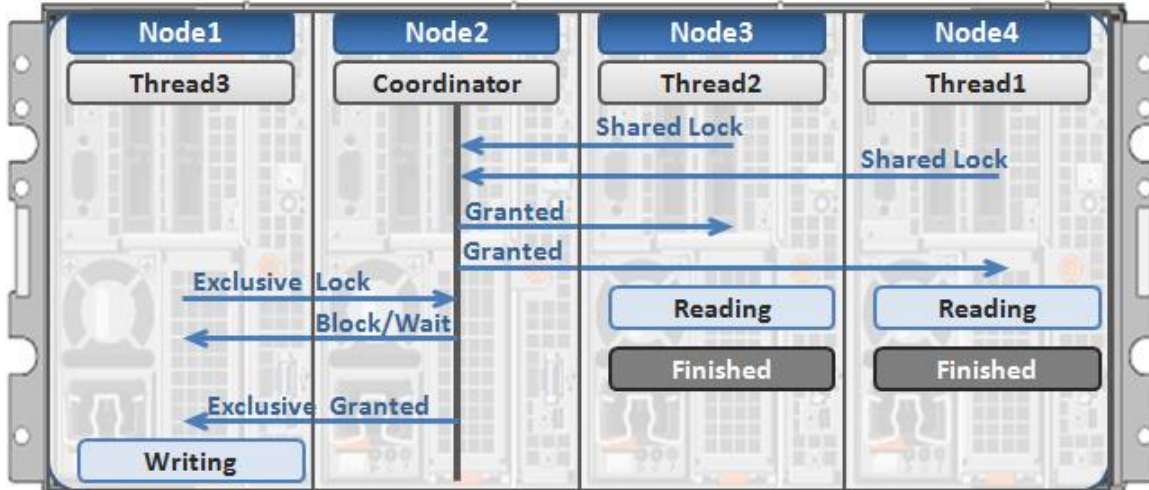 Node1 Node2 Node3 Node4
Thread3 Coordinator Thread2 Thread1
Shared Lock
Shared Lock
Granted
Granted
Exclusive Lock
Block/Wait
Reading Reading
Finished Finished
Exclusive Granted
Writing